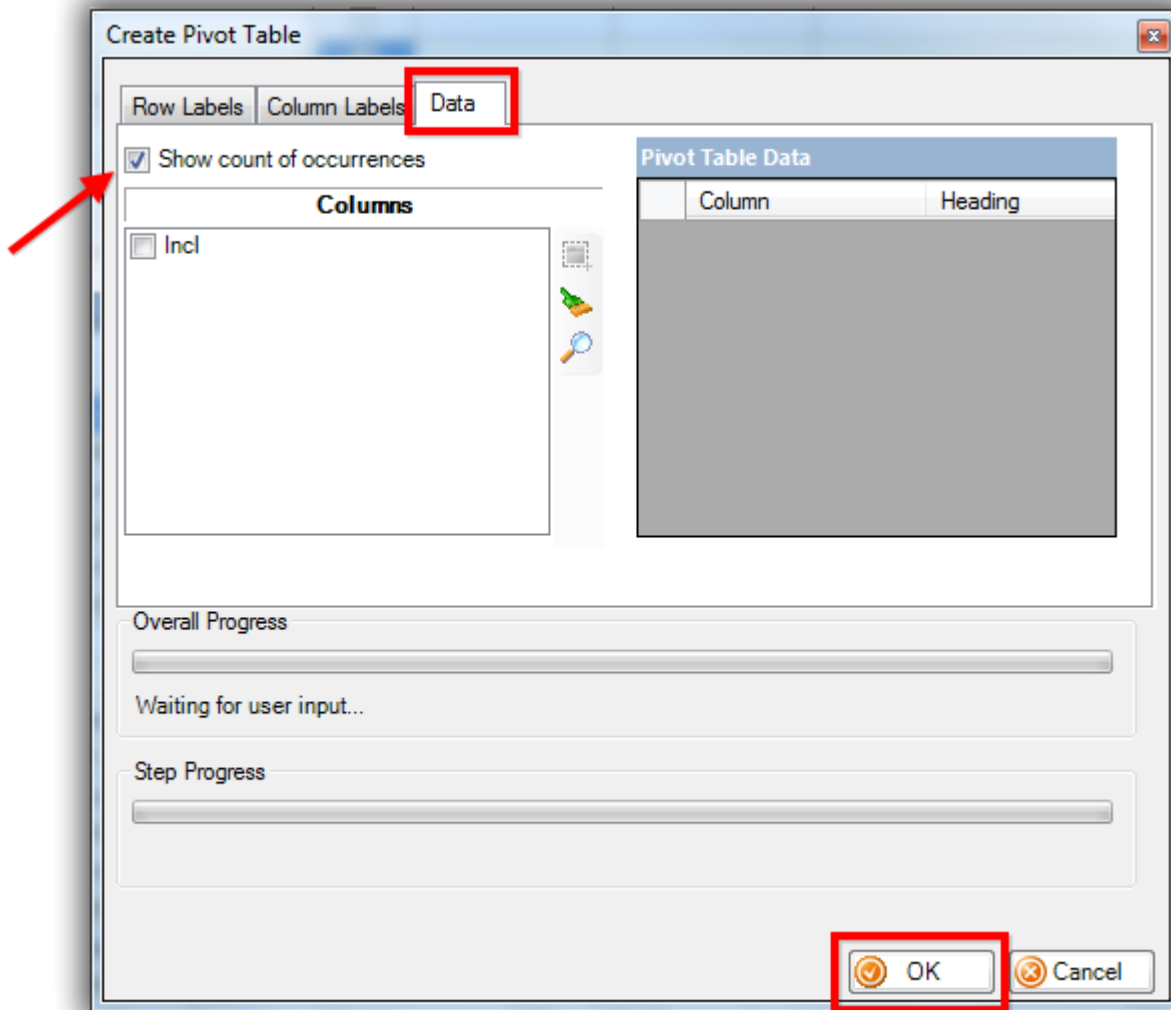 Create Pivot Table
Row Labels Column Labels Data
Show count of occurrences
Columns
Incl
Pivot Table Data
Column Heading
Overall Progress
Waiting for user input...
Step Progress
OK Cancel